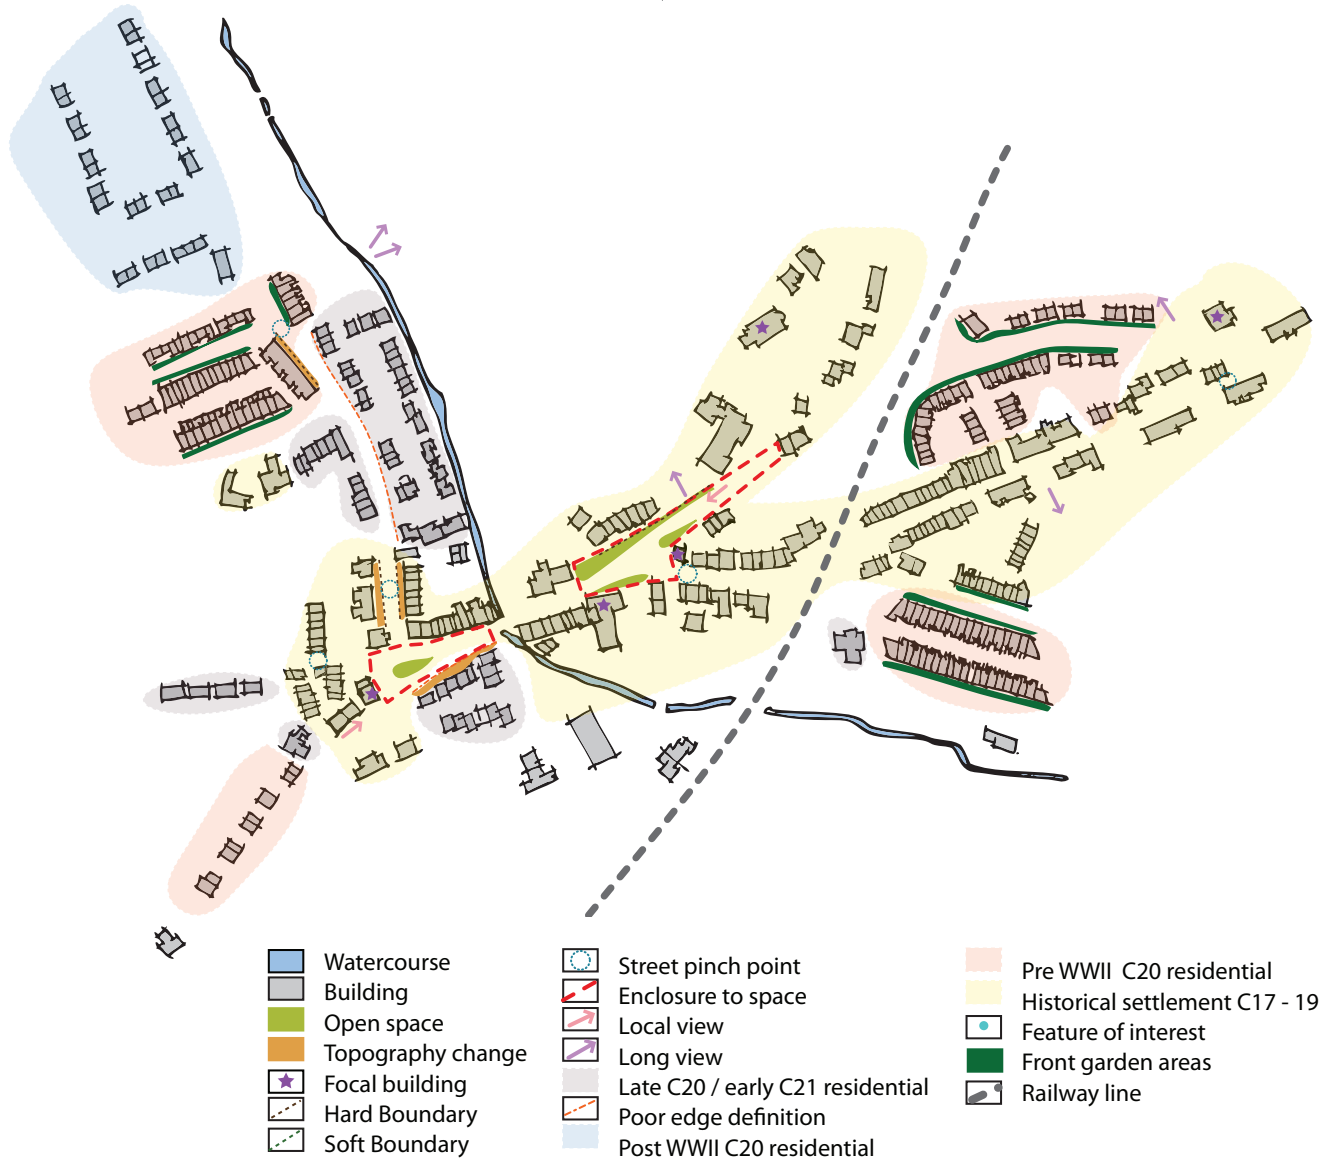 Watercourse
Building
Open space
Topography change
Focal building
Hard Boundary
Soft Boundary
Street pinch point
Enclosure to space
Local view
Long view
Late C20 / early C21 residential
Poor edge definition
Post WWII C20 residential
Pre WWII C20 residential
Historical settlement C17 - 19
Feature of interest
Front garden areas
Railway line